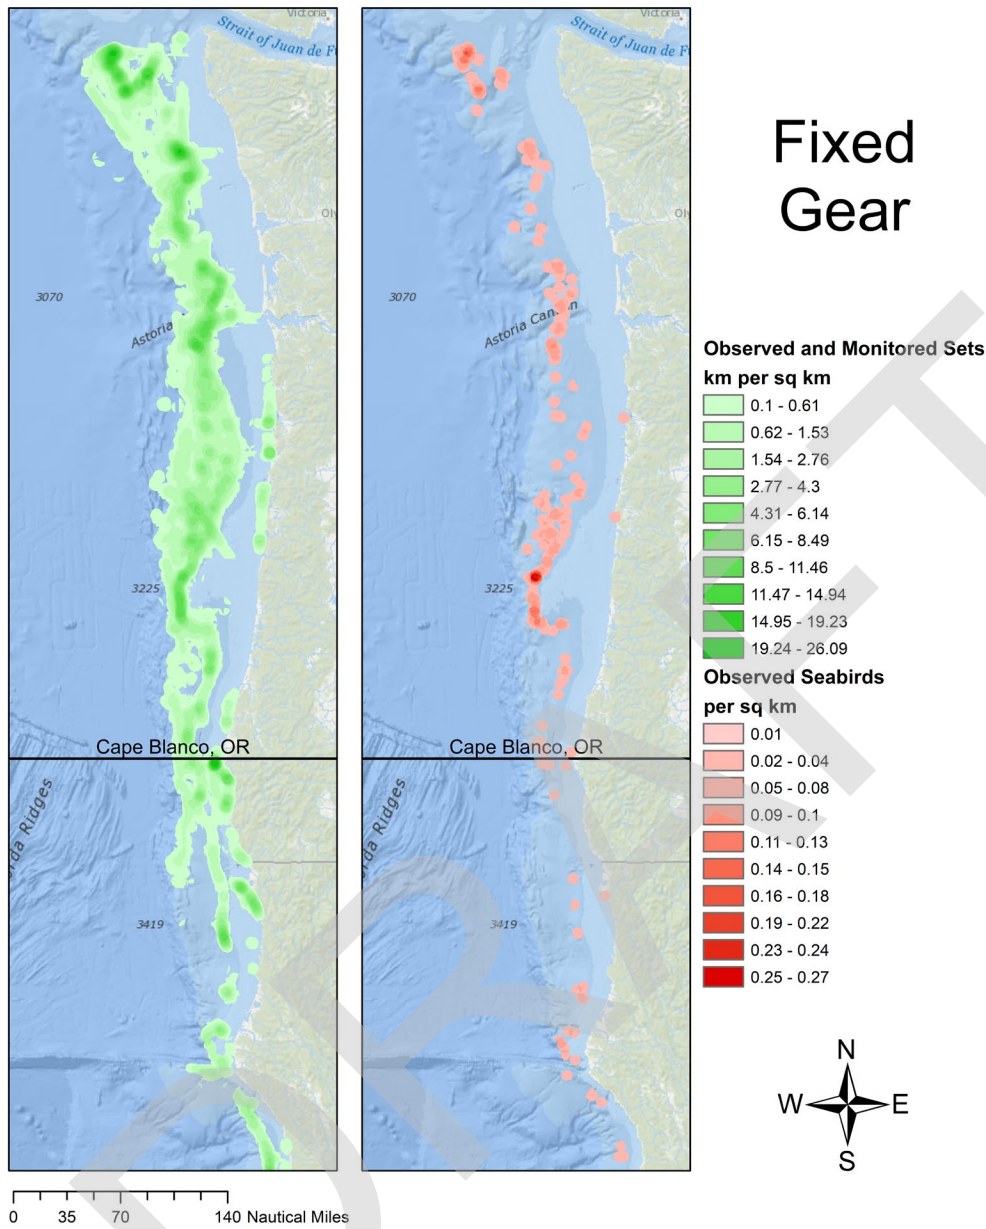 Victoria
Strait of Juan de F
Oly
3070
Astoria
3225
Cape Blanco, OR
rda Ridges
3419
Victoria
Strait of Juan de Fu
Oly
3070
Astoria Canyon
3225
Cape Blanco, OR
rda Ridges
3419
Fixed
Gear
Observed and Monitored Sets
km per sq km
0.1 - 0.61
0.62 - 1.53
1.54 - 2.76
2.77 - 4.3
4.31 - 6.14
6.15 - 8.49
8.5 - 11.46
11.47 - 14.94
14.95 - 19.23
19.24 - 26.09
Observed Seabirds
per sq km
0.01
0.02 - 0.04
0.05 - 0.08
0.09 - 0.1
0.11 - 0.13
0.14 - 0.15
0.16 - 0.18
0.19 - 0.22
0.23 - 0.24
0.25 - 0.27
N
W E
S
0 35 70 140 Nautical Miles
DRAFT